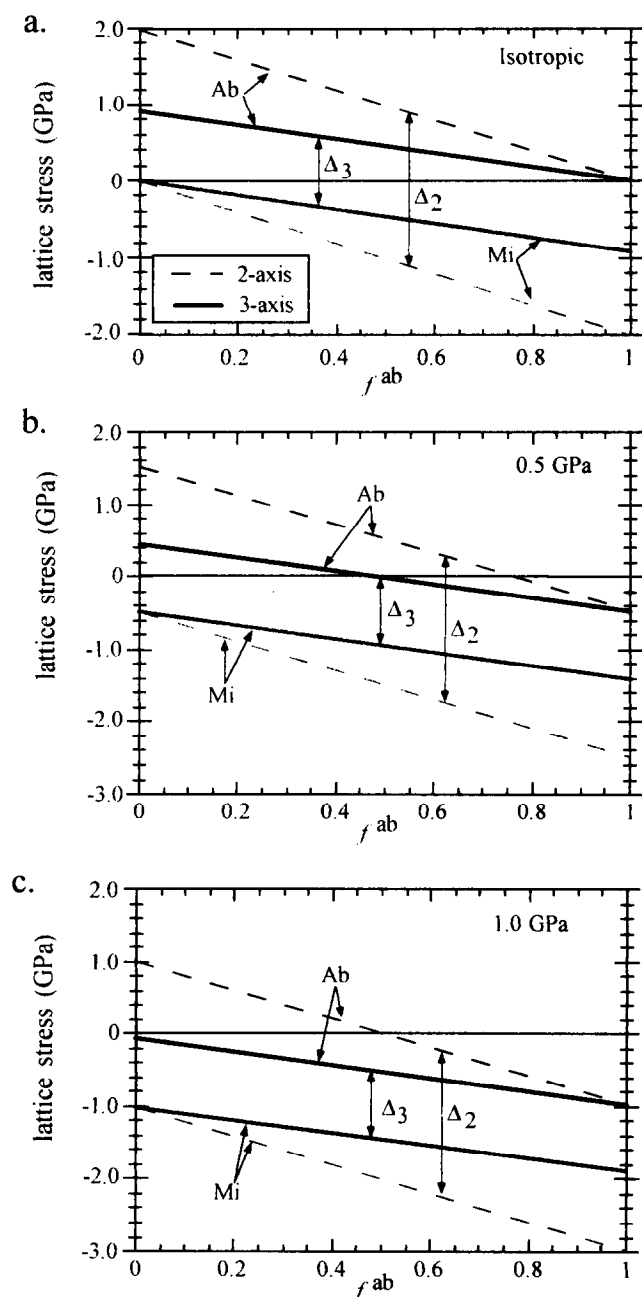 a.
2.0
Isotropic
Ab
1.0
Δ3
Δ2
0
-1.0
Mi
2-axis
3-axis
-2.0
lattice stress (GPa)
0 0.2 0.4 0.6 0.8 1
f ab
b.
2.0
0.5 GPa
1.0
Ab
0
Δ3
Δ2
-1.0
Mi
-2.0
-3.0
lattice stress (GPa)
0 0.2 0.4 0.6 0.8 1
f ab
c.
2.0
1.0 GPa
1.0
Ab
0
-1.0
Δ3
Δ2
Mi
-2.0
-3.0
lattice stress (GPa)
0 0.2 0.4 0.6 0.8 1
f ab